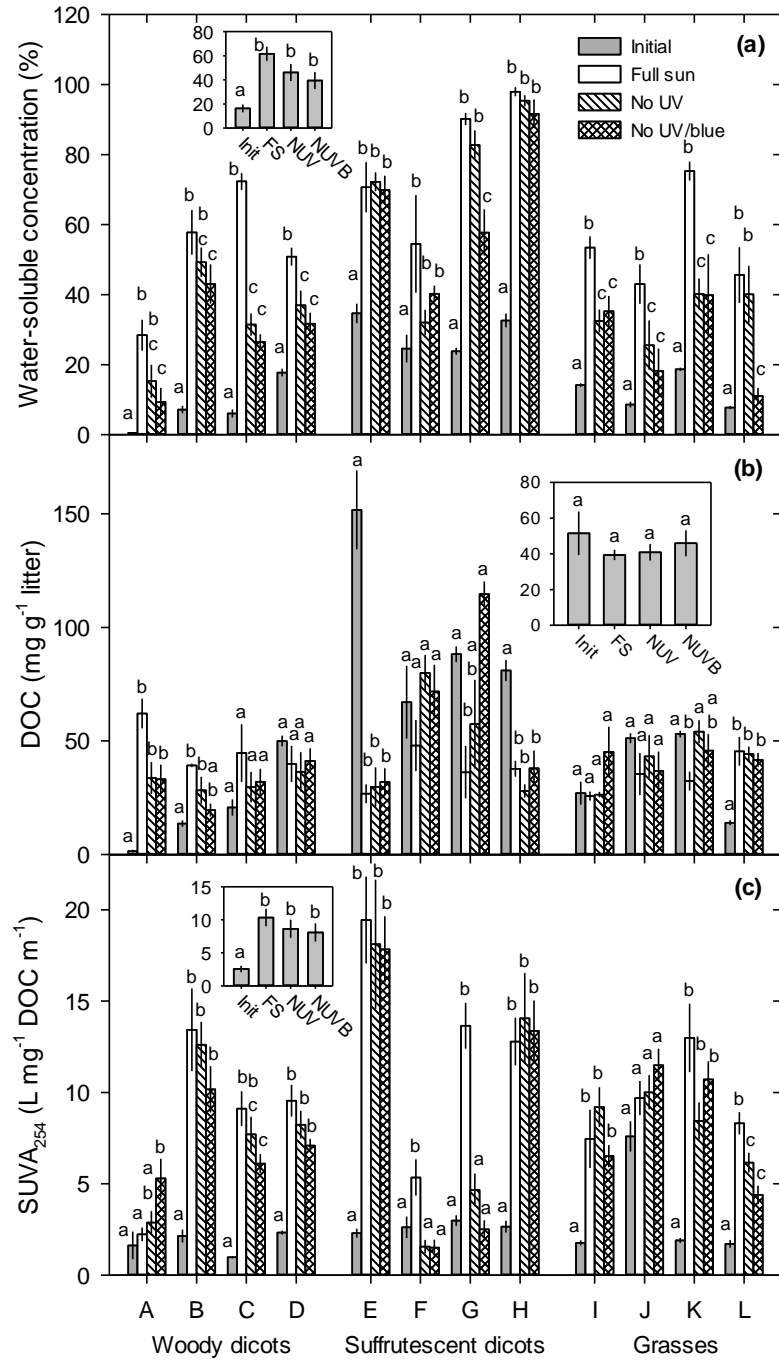 (a)
Initial
Full sun
No UV
No UV/blue
Water-soluble concentration (%)
120
100
80
60
40
20
0
80
60
40
20
0
a b b b
Init FS NUV NUVB
a b b c c
a b b c b c
a b c c
a b c c
a b b b
a b b b
a b b c
a b b b
a b c c
a b b c c
a b c c
a b b c
(b)
DOC (mg g-1 litter)
150
100
50
0
80
60
40
20
0
a a a a
Init FS NUV NUVB
a b b b
a b b a b
a a a a
a a a a
a b b b
a a a a
a b a b a
a b b b
a a a a
a a a a
a b a a b
a b b b
(c)
SUVA254 (L mg-1 DOC m-1)
20
15
10
5
0
15
10
5
0
a b b b
Init FS NUV NUVB
a a a b b
a b b b
a b b c c
a b b b
a b b b
a b a a
a b a a
a b b b
a b b b
a a a a
a b b b
a b b c
A B C D E F G H I J K L
Woody dicots Suffrutescent dicots Grasses